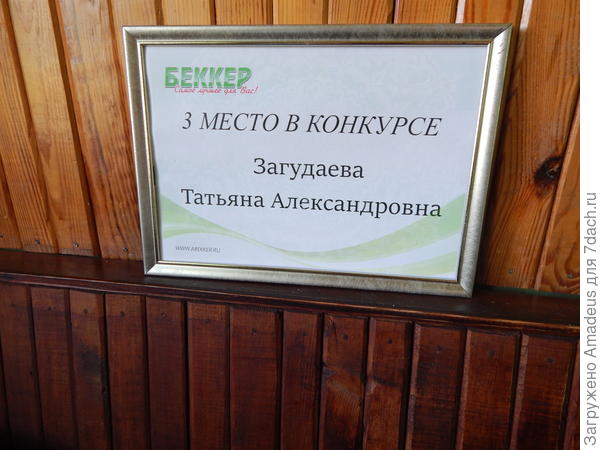 БЕККЕР
Самое лучшее для Вас!
3 МЕСТО В КОНКУРСЕ
Загудаева
Татьяна Александровна
WWW.ABEKKER.RU
Загружено Amadeus для 7dach.ru